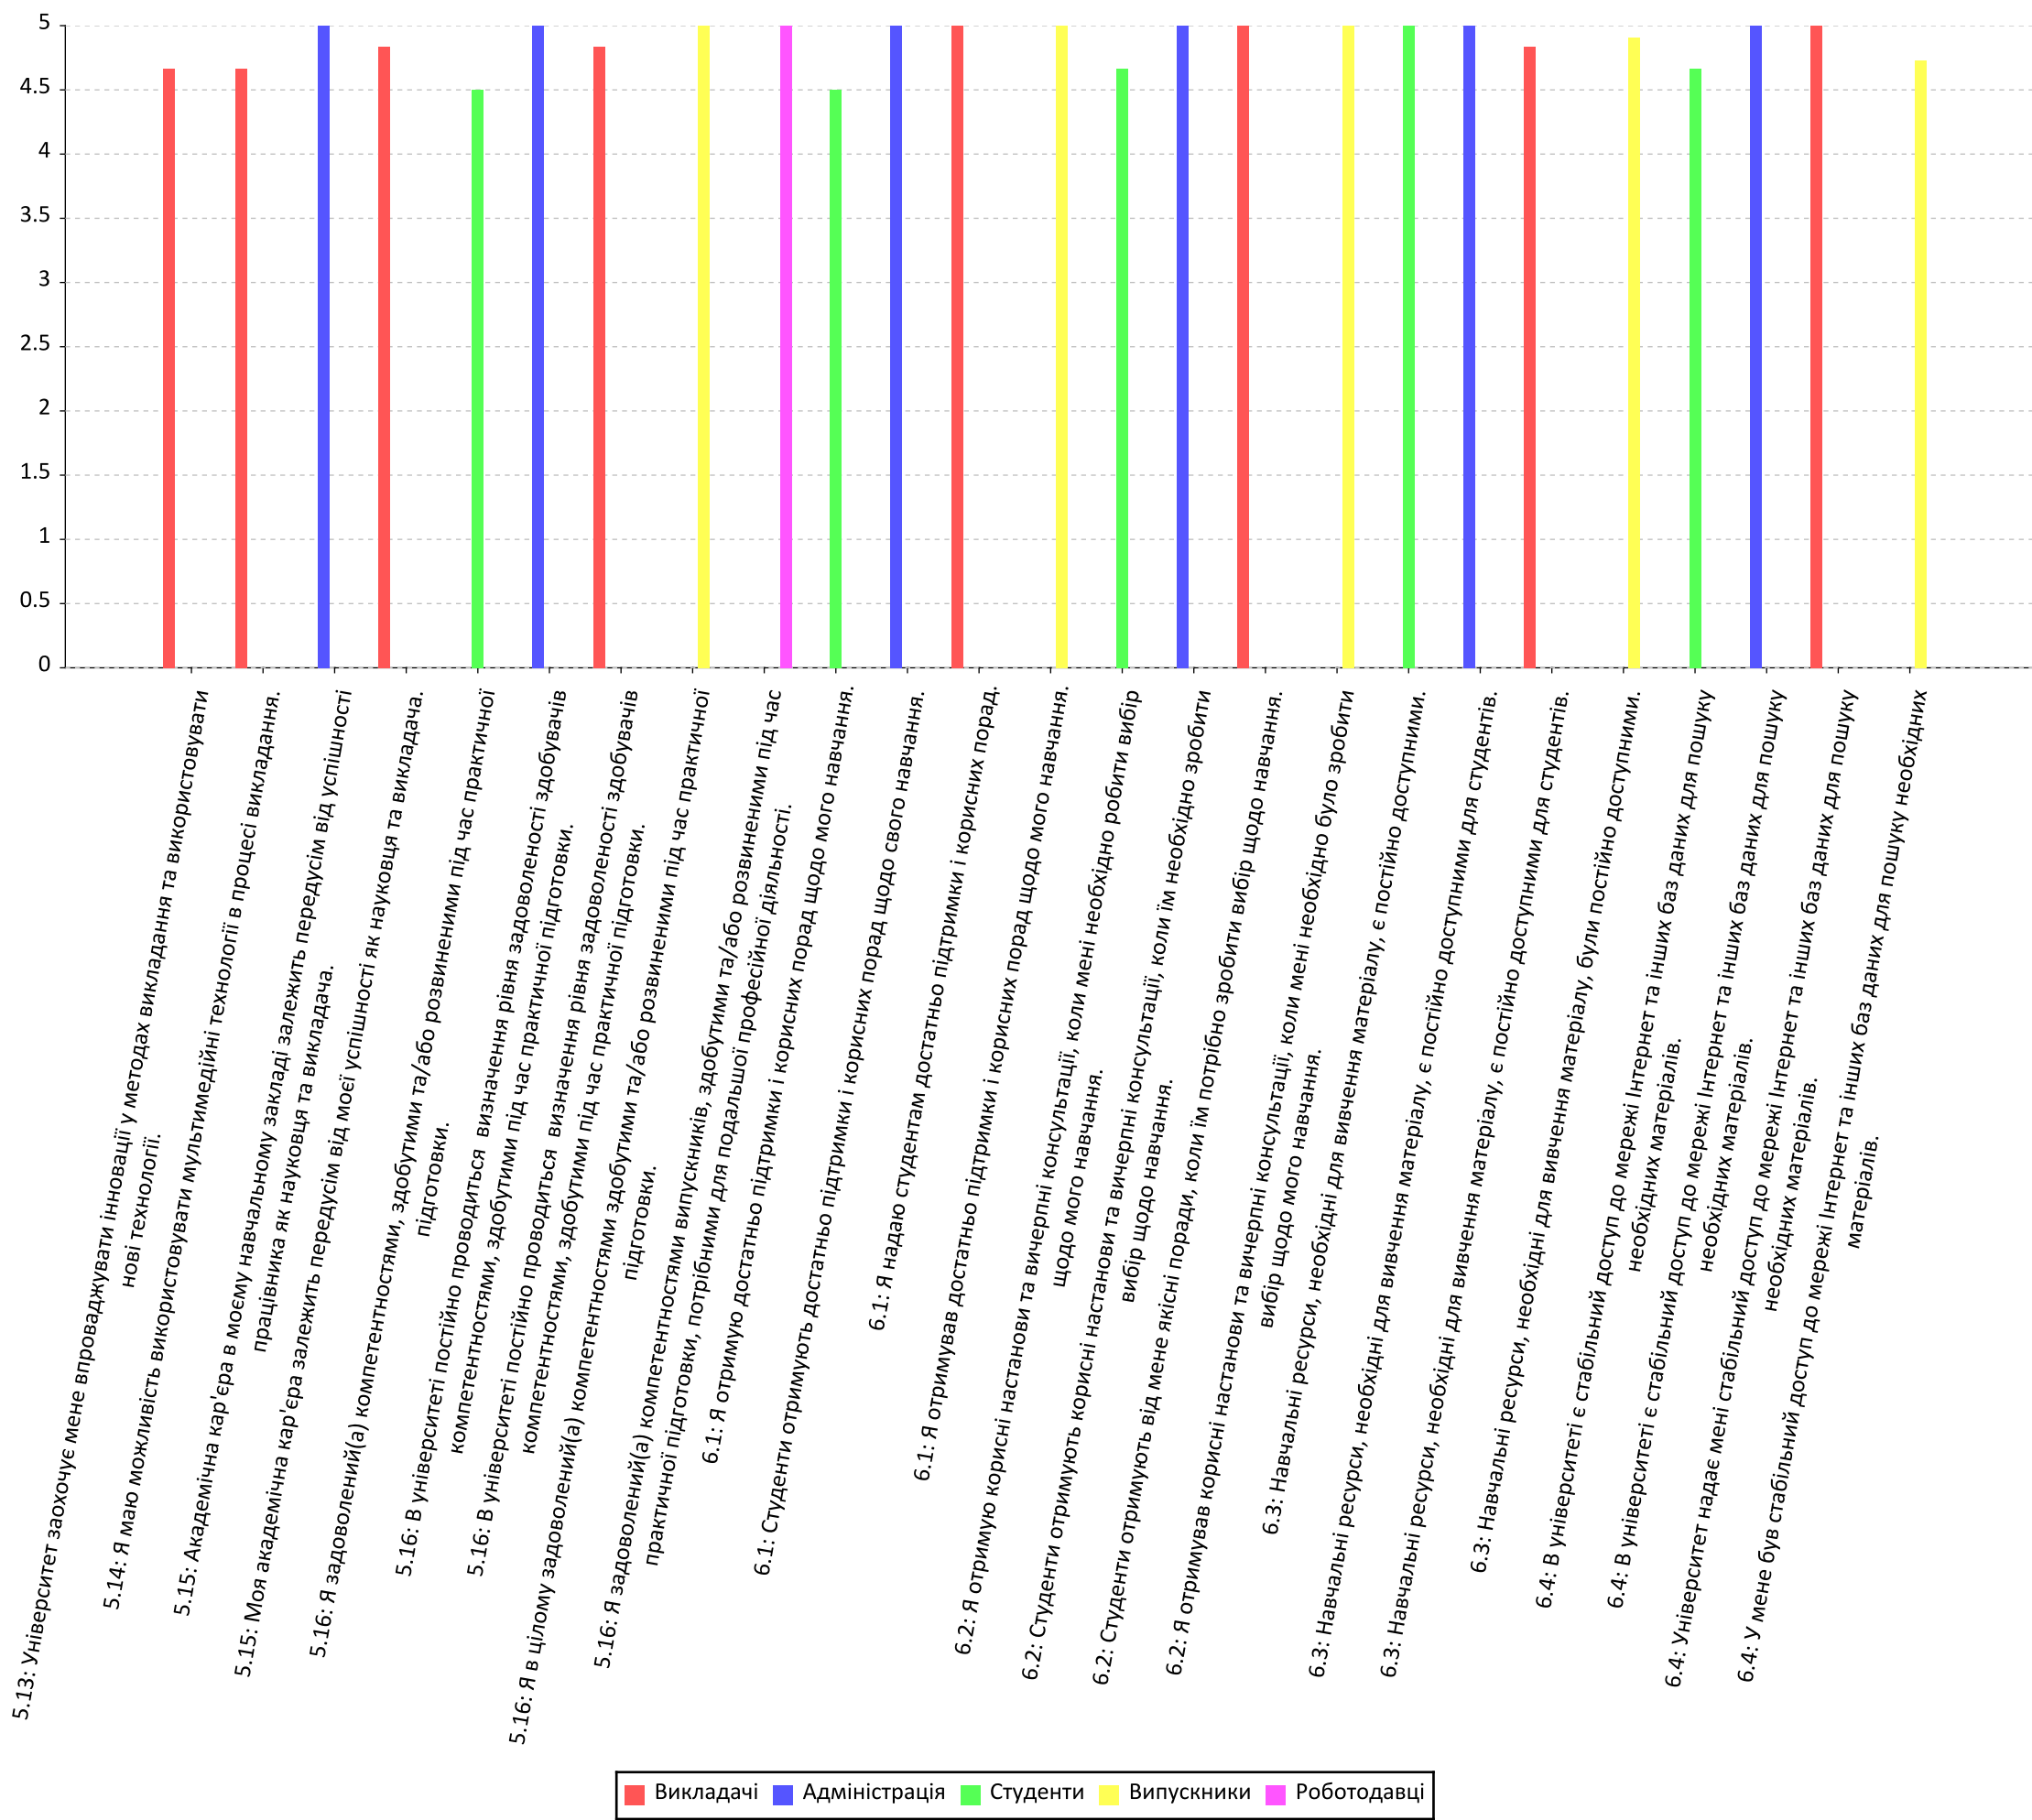 5
4.5
4
3.5
3
2.5
2
1.5
1
0.5
0
5.13: Університет заохочує мене впроваджувати інновації у методах викладання та використовувати
нові технології.
5.14: Я маю можливість використовувати мультимедійні технології в процесі викладання.
5.15: Академічна кар'єра в моєму навчальному закладі залежить передусім від успішності
працівника як науковця та викладача.
5.15: Моя академічна кар'єра залежить передусім від моєї успішності як науковця та викладача.
5.16: Я задоволений(а) компетентностями, здобутими та/або розвиненими під час практичної
підготовки.
5.16: В університеті постійно проводиться визначення рівня задоволеності здобувачів
компетентностями, здобутими під час практичної підготовки.
5.16: В університеті постійно проводиться визначення рівня задоволеності здобувачів
компетентностями, здобутими під час практичної підготовки.
5.16: Я в цілому задоволений(а) компетентностями здобутими та/або розвиненими під час практичної
підготовки.
5.16: Я задоволений(а) компетентностями випускників, здобутими та/або розвиненими під час
практичної підготовки, потрібними для подальшої професійної діяльності.
6.1: Я отримую достатньо підтримки і корисних порад щодо мого навчання.
6.1: Студенти отримують достатньо підтримки і корисних порад щодо свого навчання.
6.1: Я надаю студентам достатньо підтримки і корисних порад.
6.1: Я отримував достатньо підтримки і корисних порад щодо мого навчання.
6.2: Я отримую корисні настанови та вичерпні консультації, коли мені необхідно робити вибір
щодо мого навчання.
6.2: Студенти отримують корисні настанови та вичерпні консультації, коли їм необхідно зробити
вибір щодо навчання.
6.2: Студенти отримують від мене якісні поради, коли їм потрібно зробити вибір щодо навчання.
6.2: Я отримував корисні настанови та вичерпні консультації, коли мені необхідно було зробити
вибір щодо мого навчання.
6.3: Навчальні ресурси, необхідні для вивчення матеріалу, є постійно доступними.
6.3: Навчальні ресурси, необхідні для вивчення матеріалу, є постійно доступними для студентів.
6.3: Навчальні ресурси, необхідні для вивчення матеріалу, є постійно доступними для студентів.
6.3: Навчальні ресурси, необхідні для вивчення матеріалу, були постійно доступними.
6.4: В університеті є стабільний доступ до мережі Інтернет та інших баз даних для пошуку
необхідних матеріалів.
6.4: В університеті є стабільний доступ до мережі Інтернет та інших баз даних для пошуку
необхідних матеріалів.
6.4: Університет надає мені стабільний доступ до мережі Інтернет та інших баз даних для пошуку
необхідних матеріалів.
6.4: У мене був стабільний доступ до мережі Інтернет та інших баз даних для пошуку необхідних
матеріалів.
Викладачі Адміністрація Студенти Випускники Роботодавці